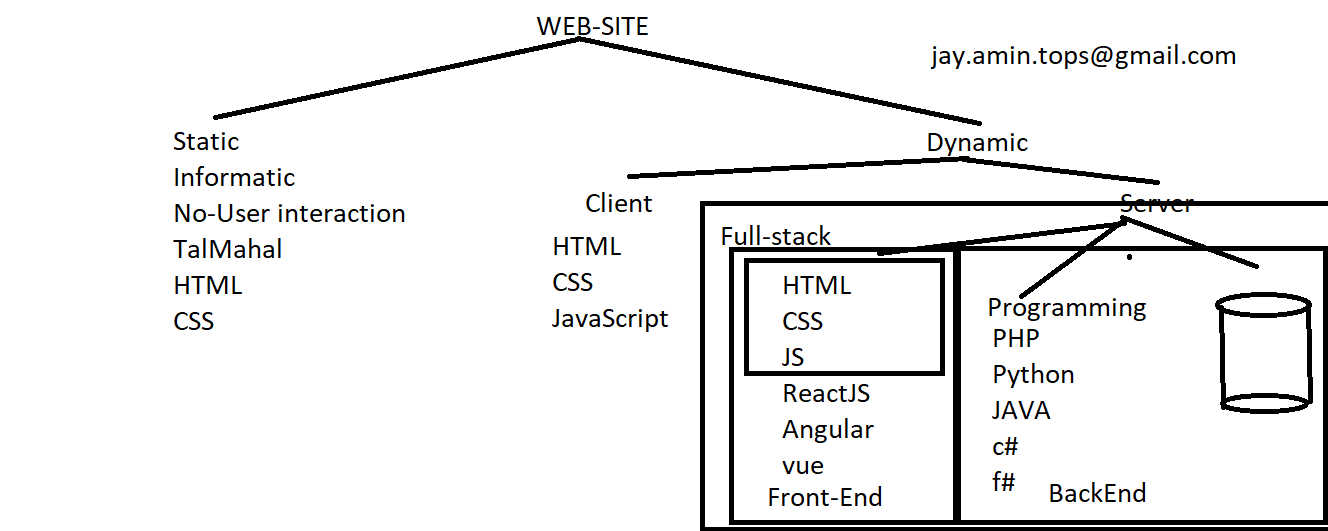 WEB-SITE
jay.amin.tops@gmail.com
Static
Informatic
No-User interaction
TalMahal
HTML
CSS
Dynamic
Client
HTML
CSS
JavaScript
Server
Full-stack
HTML
CSS
JS
ReactJS
Angular
vue
Front-End
Programming
PHP
Python
JAVA
c#
f#
BackEnd